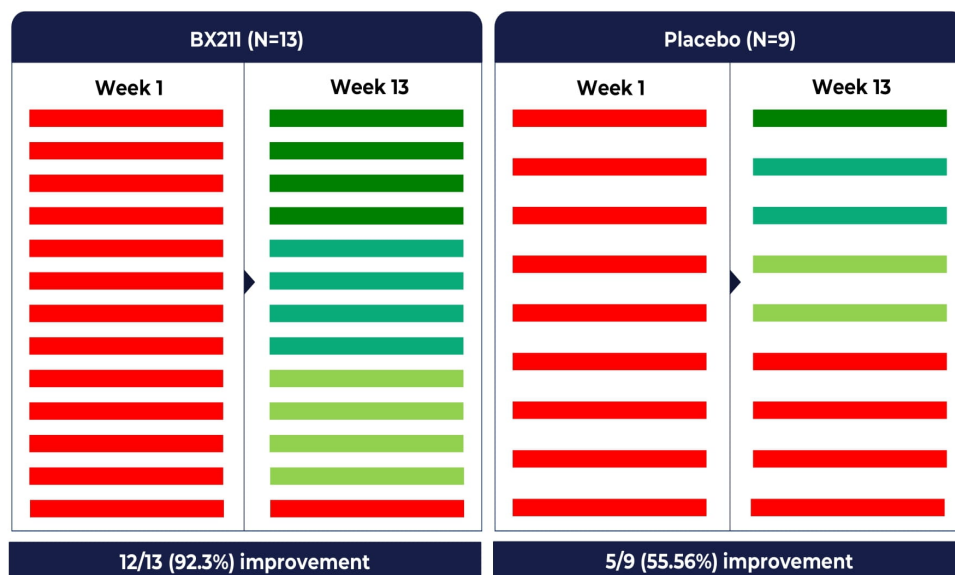 BX211 (N=13)
Week 1
Week 13
12/13 (92.3%) improvement
Placebo (N=9)
Week 1
Week 13
5/9 (55.56%) improvement